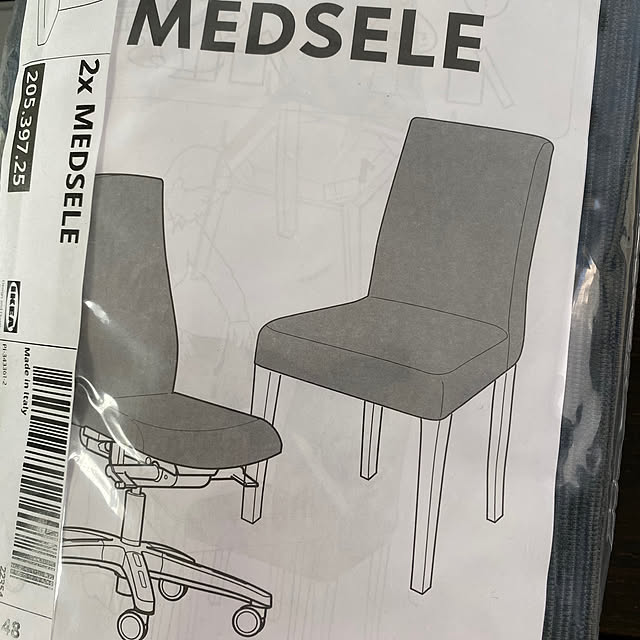 MEDSELE
2X MEDSELE
205.397.25
IKEA
Made in Italy
48